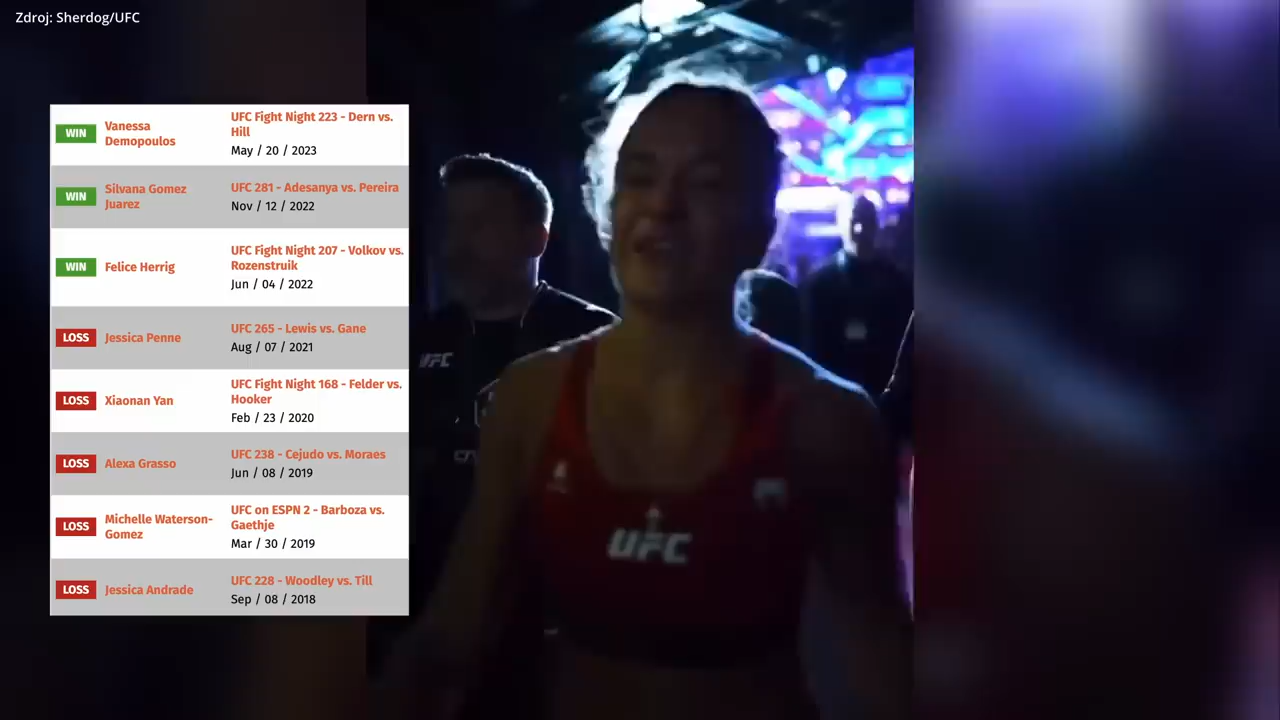 Zdroj: Sherdog/UFC
WIN
Vanessa
Demopoulos
UFC Fight Night 223 - Dern vs.
Hill
May / 20 / 2023
WIN
Silvana Gomez
Juarez
UFC 281 - Adesanya vs. Pereira
Nov / 12 / 2022
WIN
Felice Herrig
UFC Fight Night 207 - Volkov vs.
Rozenstruik
Jun / 04 / 2022
LOSS
Jessica Penne
UFC 265 - Lewis vs. Gane
Aug / 07 / 2021
LOSS
Xiaonan Yan
UFC Fight Night 168 - Felder vs.
Hooker
Feb / 23 / 2020
LOSS
Alexa Grasso
UFC 238 - Cejudo vs. Moraes
Jun / 08 / 2019
LOSS
Michelle Waterson-
Gomez
UFC on ESPN 2 - Barboza vs.
Gaethje
Mar / 30 / 2019
LOSS
Jessica Andrade
UFC 228 - Woodley vs. Till
Sep / 08 / 2018
UFC
UFC